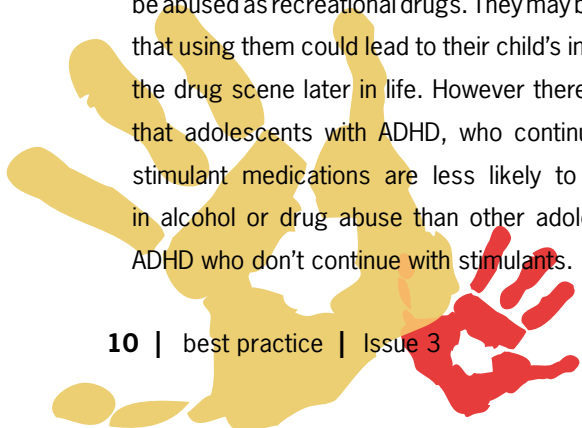 be abused as recreational drugs. They may b
that using them could lead to their child's in
the drug scene later in life. However there
that adolescents with ADHD, who continu
stimulant medications are less likely to
in alcohol or drug abuse than other adole
ADHD who don't continue with stimulants.
10 | best practice | Issue 3